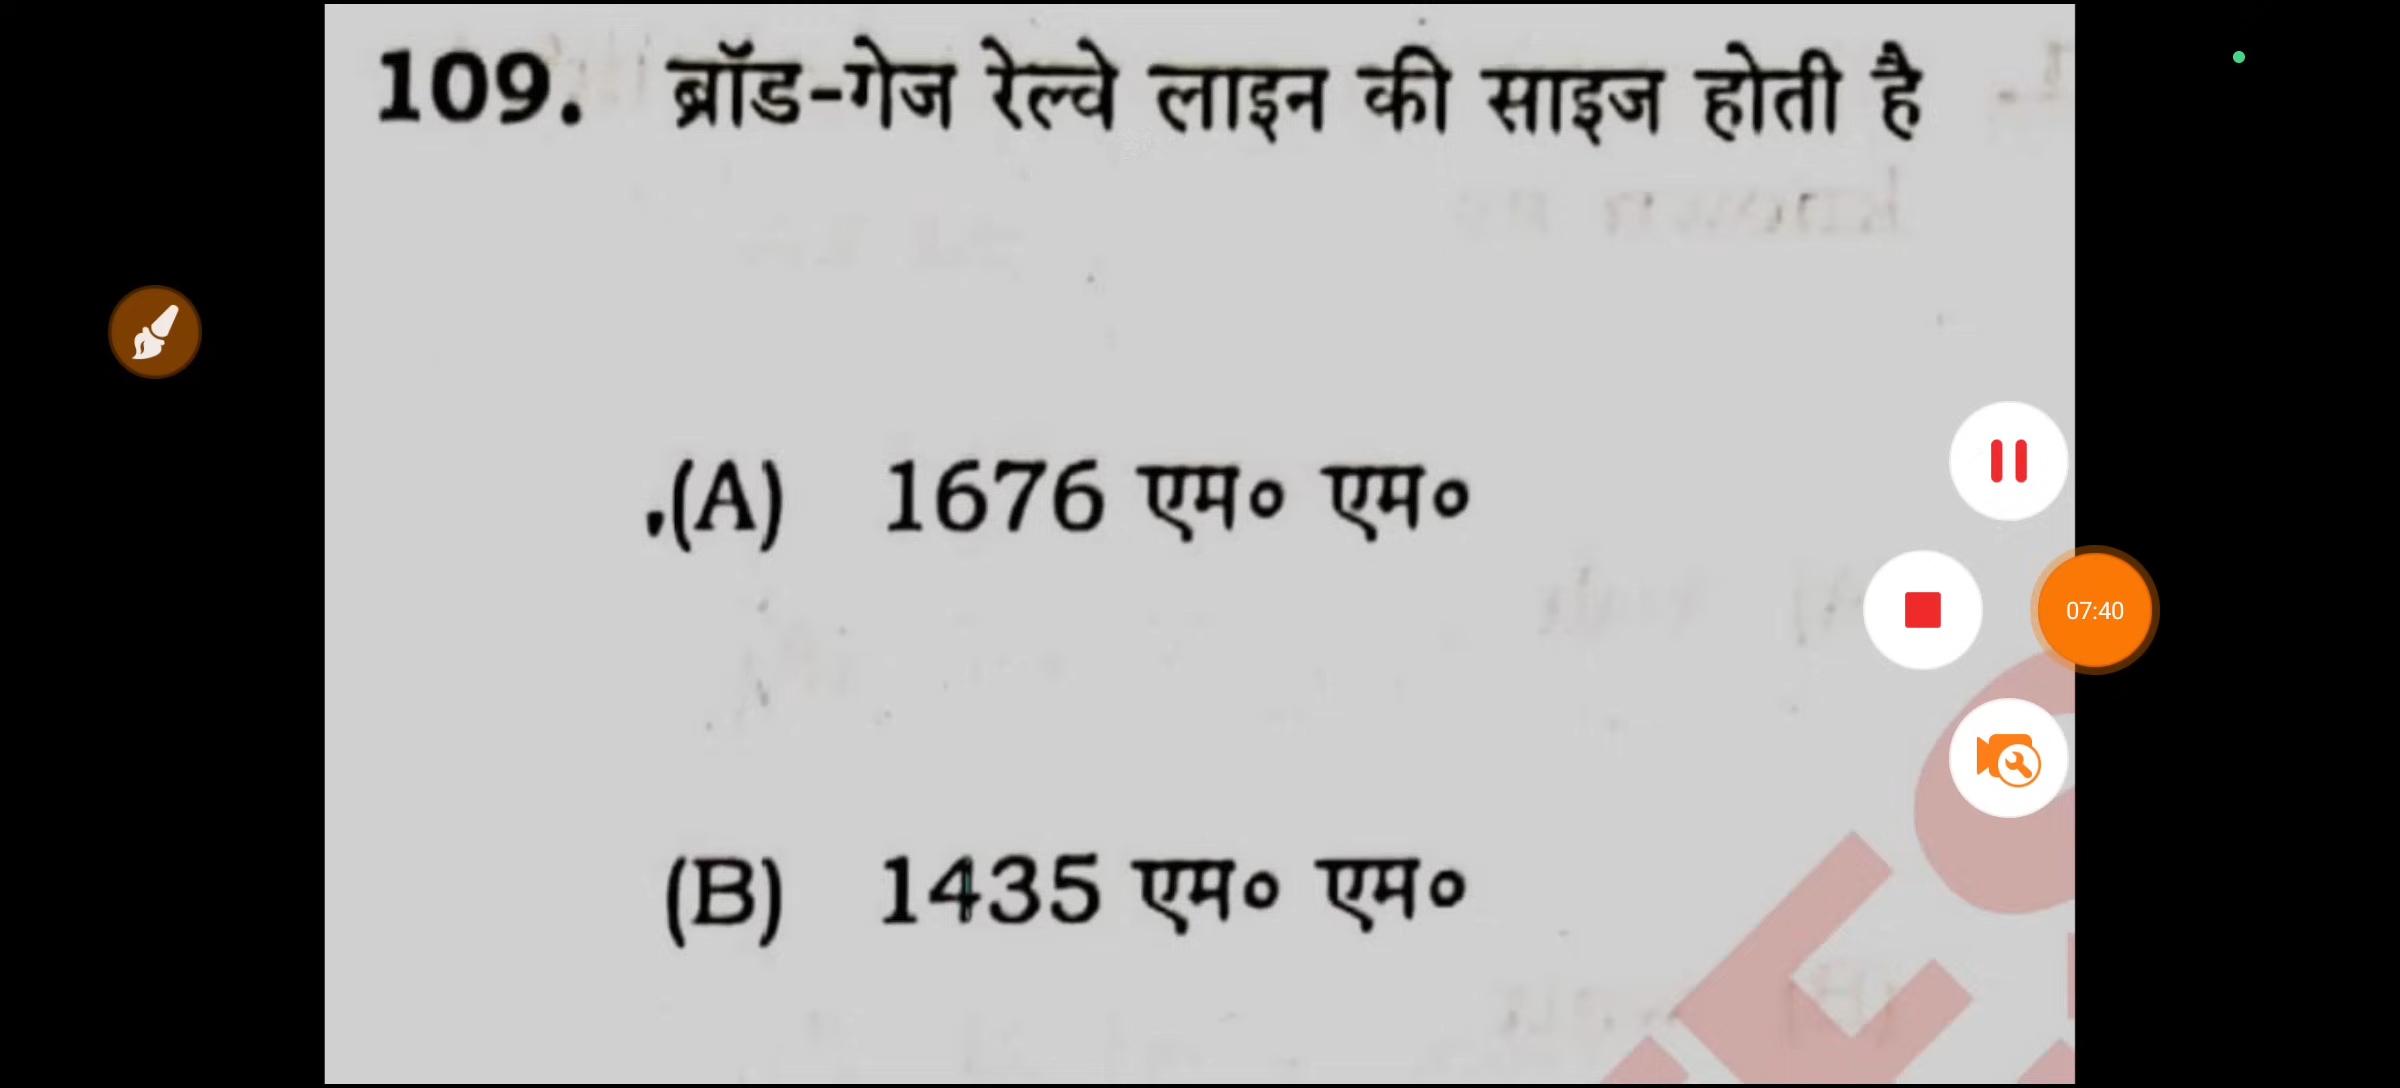 109. ब्रॉड-गेज रेल्वे लाइन की साइज होती है
.(A) 1676 एम० एम०
07:40
(B) 1435 एम० एम०